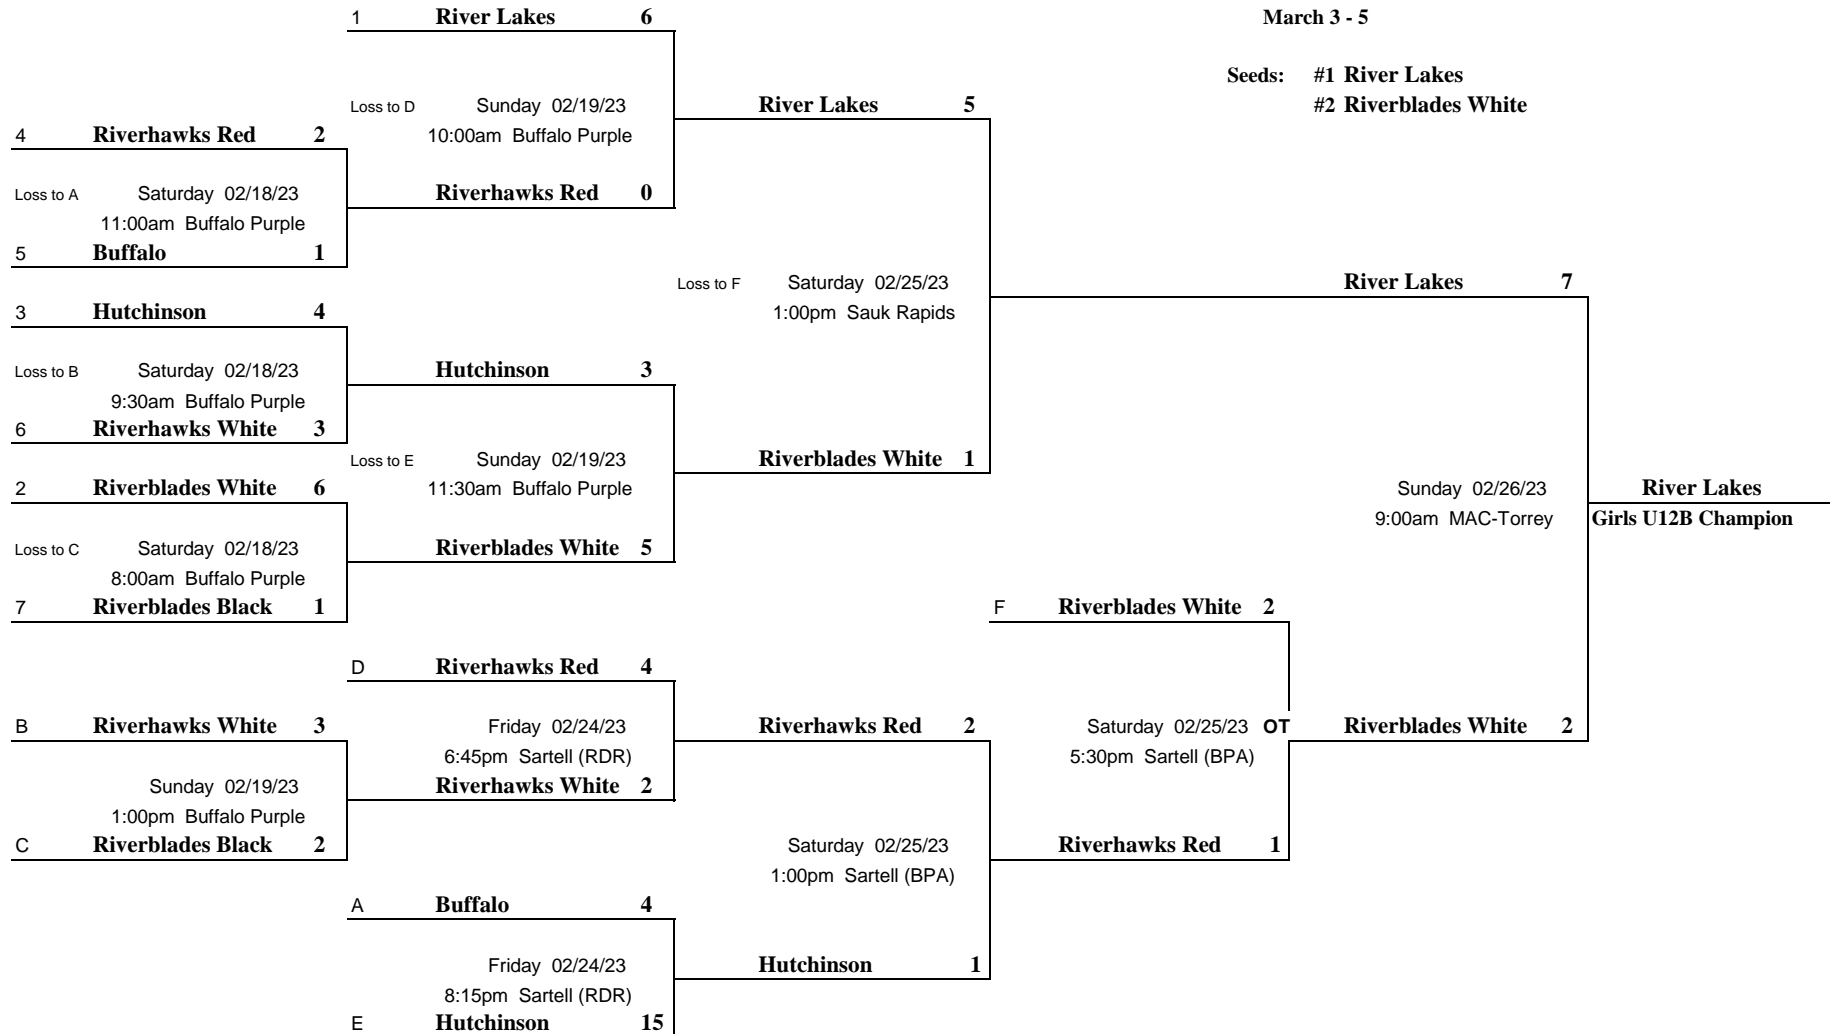 1 River Lakes 6
March 3 - 5
Seeds: #1 River Lakes
#2 Riverblades White
Loss to D Sunday 02/19/23
10:00am Buffalo Purple
River Lakes 5
4 Riverhawks Red 2
Loss to A Saturday 02/18/23
11:00am Buffalo Purple
Riverhawks Red 0
5 Buffalo 1
Loss to F Saturday 02/25/23
1:00pm Sauk Rapids
River Lakes 7
3 Hutchinson 4
Loss to B Saturday 02/18/23
9:30am Buffalo Purple
Hutchinson 3
6 Riverhawks White 3
Loss to E Sunday 02/19/23
11:30am Buffalo Purple
Riverblades White 1
2 Riverblades White 6
Sunday 02/26/23
9:00am MAC-Torrey
River Lakes
Girls U12B Champion
Loss to C Saturday 02/18/23
8:00am Buffalo Purple
Riverblades White 5
7 Riverblades Black 1
F Riverblades White 2
D Riverhawks Red 4
B Riverhawks White 3
Friday 02/24/23
6:45pm Sartell (RDR)
Riverhawks Red 2
Saturday 02/25/23 OT
5:30pm Sartell (BPA)
Riverblades White 2
Sunday 02/19/23
1:00pm Buffalo Purple
Riverhawks White 2
C Riverblades Black 2
Saturday 02/25/23
1:00pm Sartell (BPA)
Riverhawks Red 1
A Buffalo 4
Friday 02/24/23
8:15pm Sartell (RDR)
Hutchinson 1
E Hutchinson 15